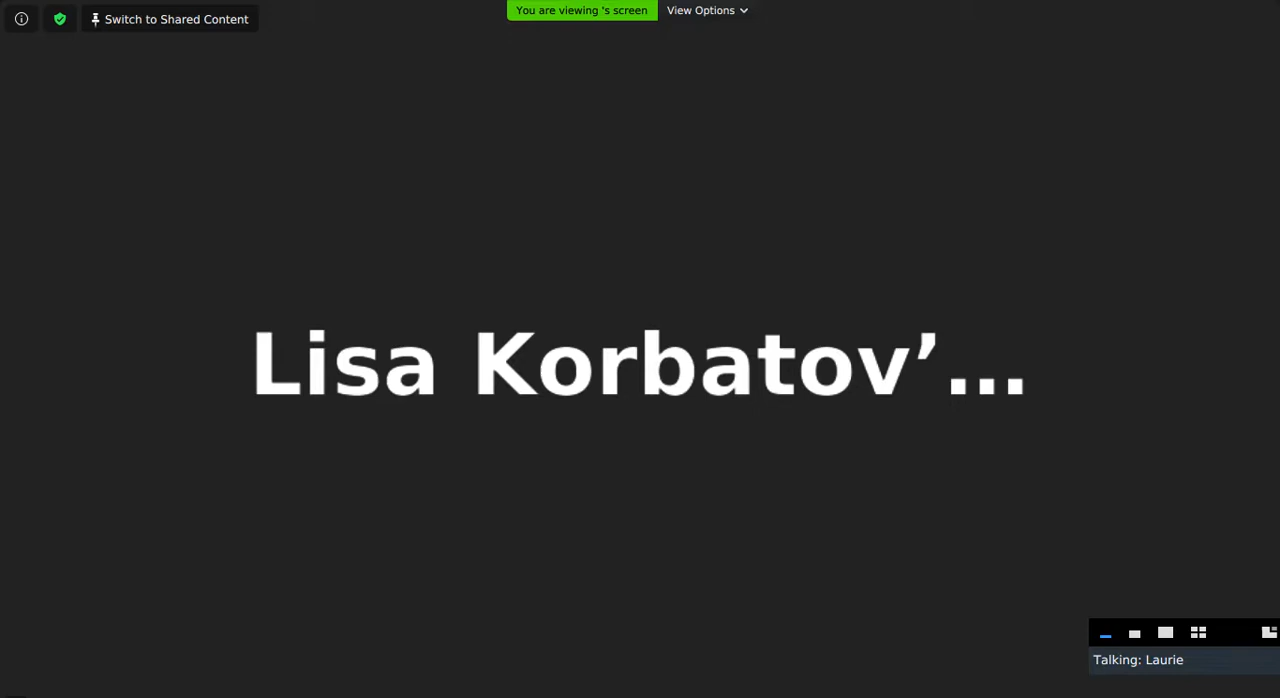 Switch to Shared Content
You are viewing 's screen
View Options
Lisa Korbatov’...
Talking: Laurie